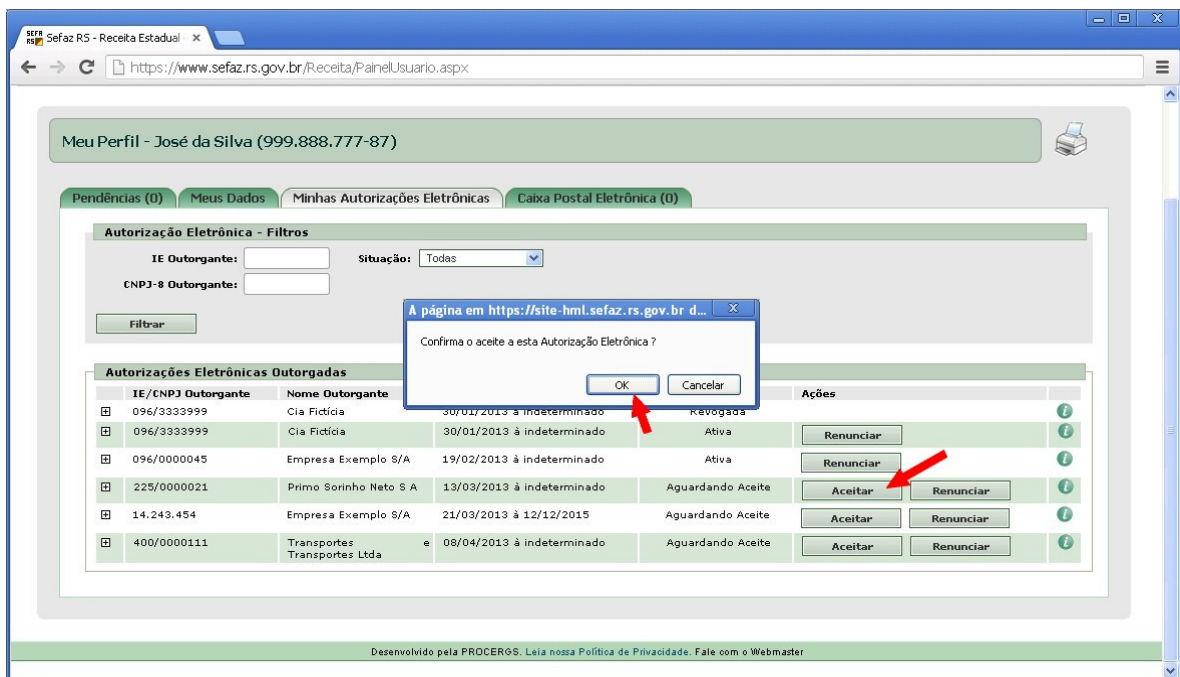 SEFA RS
Sefaz RS - Receita Estadual
https://www.sefaz.rs.gov.br/Receita/PainelUsuario.aspx
Meu Perfil - José da Silva (999.888.777-87)
Pendências (0) Meus Dados Minhas Autorizações Eletrônicas Caixa Postal Eletrônica (0)
Autorização Eletrônica - Filtros
IE Outorgante: Situação: Todas
CNPJ-8 Outorgante:
Filtrar
A página em https://site-hml.sefaz.rs.gov.br d... X
Confirma o aceite a esta Autorização Eletrônica ?
OK Cancelar
Autorizações Eletrônicas Outorgadas
IE/CNPJ Outorgante Nome Outorgante Ações
096/3333999 Cia Fictícia 30/01/2013 à indeterminado Revogada
096/3333999 Cia Fictícia 30/01/2013 à indeterminado Ativa Renunciar
096/0000045 Empresa Exemplo S/A 19/02/2013 à indeterminado Ativa Renunciar
225/0000021 Primo Sorinho Neto S A 13/03/2013 à indeterminado Aguardando Aceite Aceitar Renunciar
14.243.454 Empresa Exemplo S/A 21/03/2013 à 12/12/2015 Aguardando Aceite Aceitar Renunciar
400/0000111 Transportes e 08/04/2013 à indeterminado Aguardando Aceite Aceitar Renunciar
Transportes Ltda
Desenvolvido pela PROCERGS. Leia nossa Política de Privacidade. Fale com o Webmaster